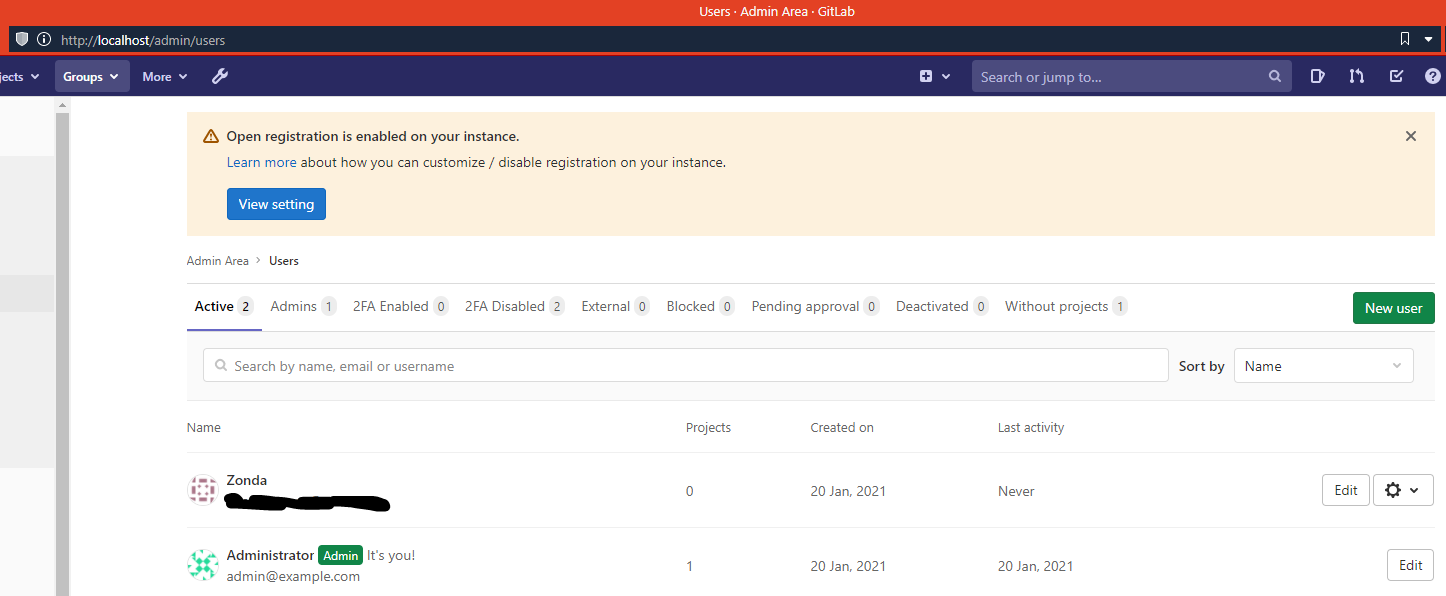 Users · Admin Area · GitLab
http://localhost/admin/users
jects Groups More Search or jump to...
Open registration is enabled on your instance.
Learn more about how you can customize / disable registration on your instance.
View setting
Admin Area › Users
Active 2 Admins 1 2FA Enabled 0 2FA Disabled 2 External 0 Blocked 0 Pending approval 0 Deactivated 0 Without projects 1 New user
Search by name, email or username Sort by Name
Name Projects Created on Last activity
Zonda
0 20 Jan, 2021 Never Edit
Administrator Admin It's you!
admin@example.com
1 20 Jan, 2021 20 Jan, 2021 Edit